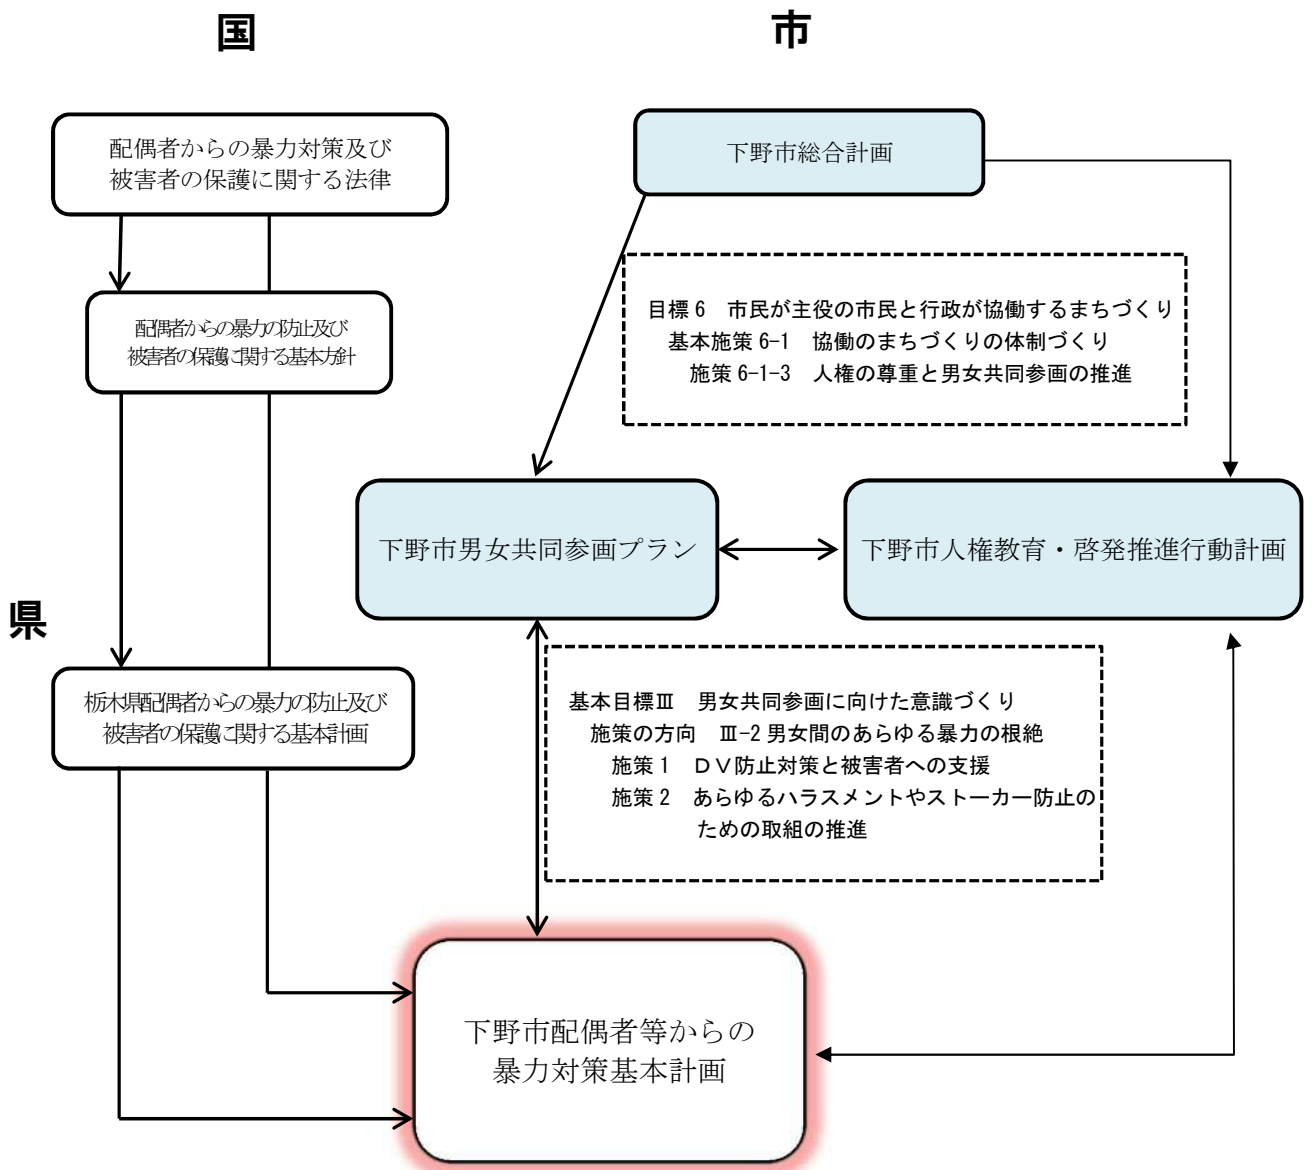 国
市
配偶者からの暴力対策及び
被害者の保護に関する法律
下野市総合計画
配偶者からの暴力の防止及び
被害者の保護に関する基本方針
目標 6　市民が主役の市民と行政が協働するまちづくり
基本施策 6-1　協働のまちづくりの体制づくり
施策 6-1-3　人権の尊重と男女共同参画の推進
下野市男女共同参画プラン
下野市人権教育・啓発推進行動計画
県
栃木県配偶者からの暴力の防止及び
被害者の保護に関する基本計画
基本目標Ⅲ　男女共同参画に向けた意識づくり
施策の方向　Ⅲ-2 男女間のあらゆる暴力の根絶
施策 1　ＤＶ防止対策と被害者への支援
施策 2　あらゆるハラスメントやストーカー防止の
ための取組の推進
下野市配偶者等からの
暴力対策基本計画